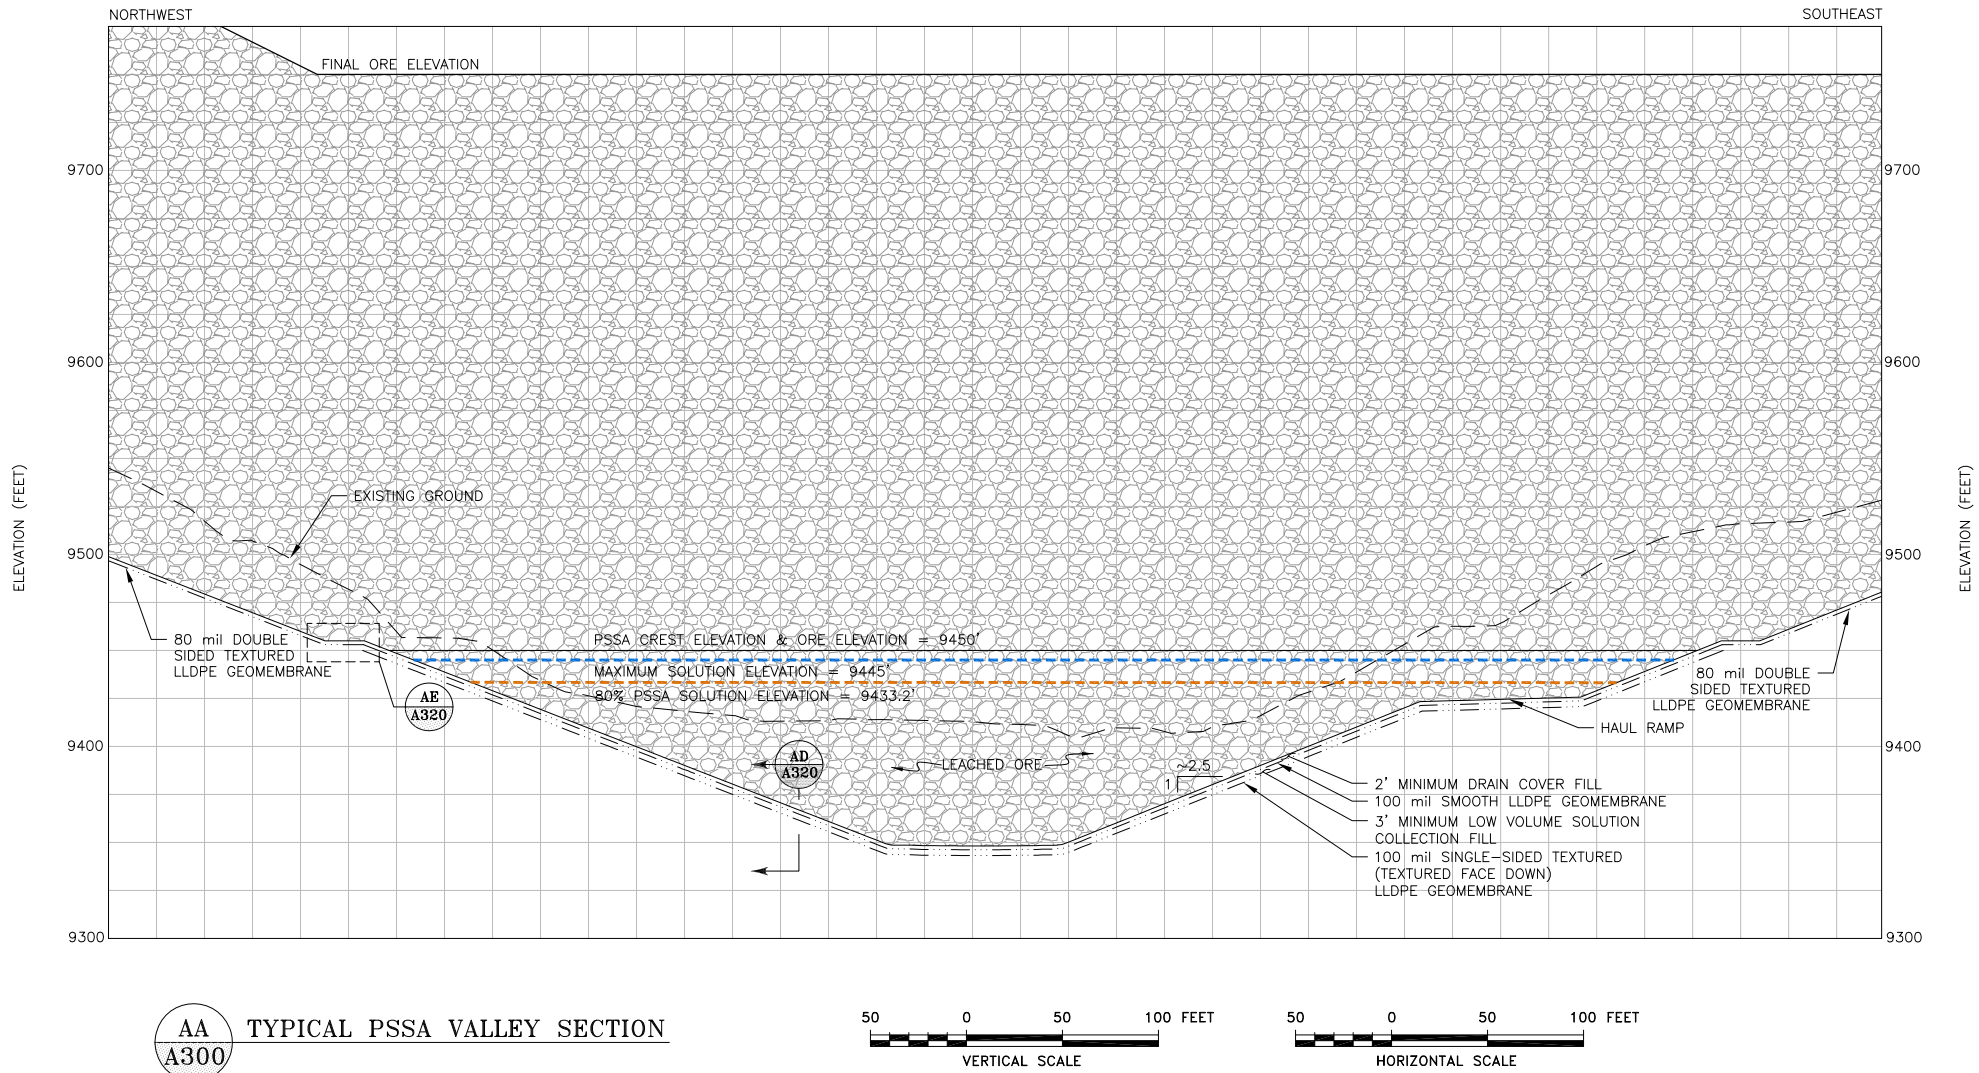 NORTHWEST
SOUTHEAST
FINAL ORE ELEVATION
9700
9700
9600
9600
ELEVATION (FEET)
ELEVATION (FEET)
EXISTING GROUND
9500
9500
80 mil DOUBLE
SIDED TEXTURED
LLDPE GEOMEMBRANE
PSSA CREST ELEVATION & ORE ELEVATION = 9450'
MAXIMUM SOLUTION ELEVATION = 9445'
80% PSSA SOLUTION ELEVATION = 9433.2'
80 mil DOUBLE
SIDED TEXTURED
LLDPE GEOMEMBRANE
AE
A320
HAUL RAMP
9400
9400
AD
A320
LEACHED ORE
~2.5
1
2' MINIMUM DRAIN COVER FILL
100 mil SMOOTH LLDPE GEOMEMBRANE
3' MINIMUM LOW VOLUME SOLUTION
COLLECTION FILL
100 mil SINGLE-SIDED TEXTURED
(TEXTURED FACE DOWN)
LLDPE GEOMEMBRANE
9300
9300
AA
A300
TYPICAL PSSA VALLEY SECTION
50 0 50 100 FEET
VERTICAL SCALE
50 0 50 100 FEET
HORIZONTAL SCALE